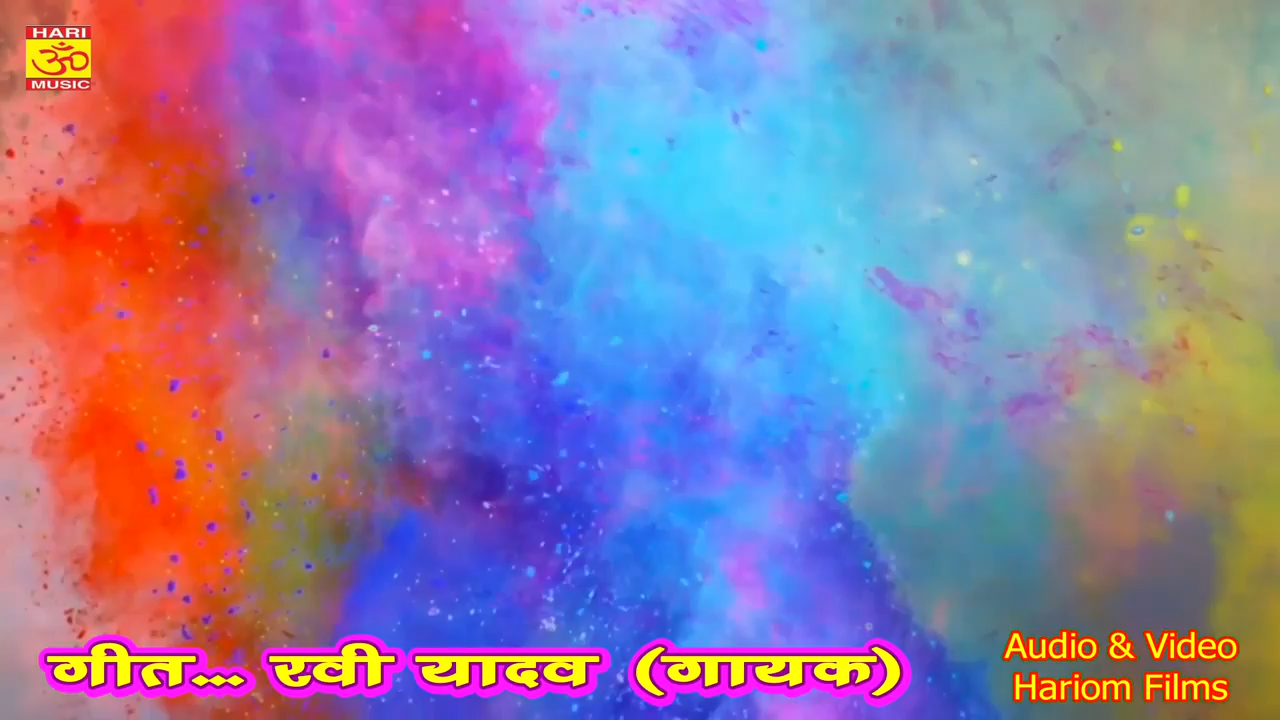 HARI
ॐ
MUSIC
गीत... रवी यादव (गायक)
Audio & Video
Hariom Films